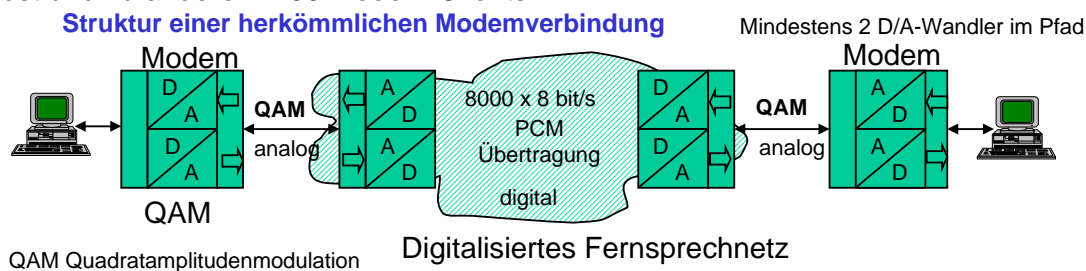 Struktur einer herkömmlichen Modemverbindung
Mindestens 2 D/A-Wandler im Pfad
Modem
Modem
D
A
D
A
QAM
analog
QAM
A
D
A
D
8000 x 8 bit/s
PCM
Übertragung
digital
D
A
D
A
QAM
analog
A
D
A
D
Digitalisiertes Fernsprechnetz
QAM Quadratamplitudenmodulation